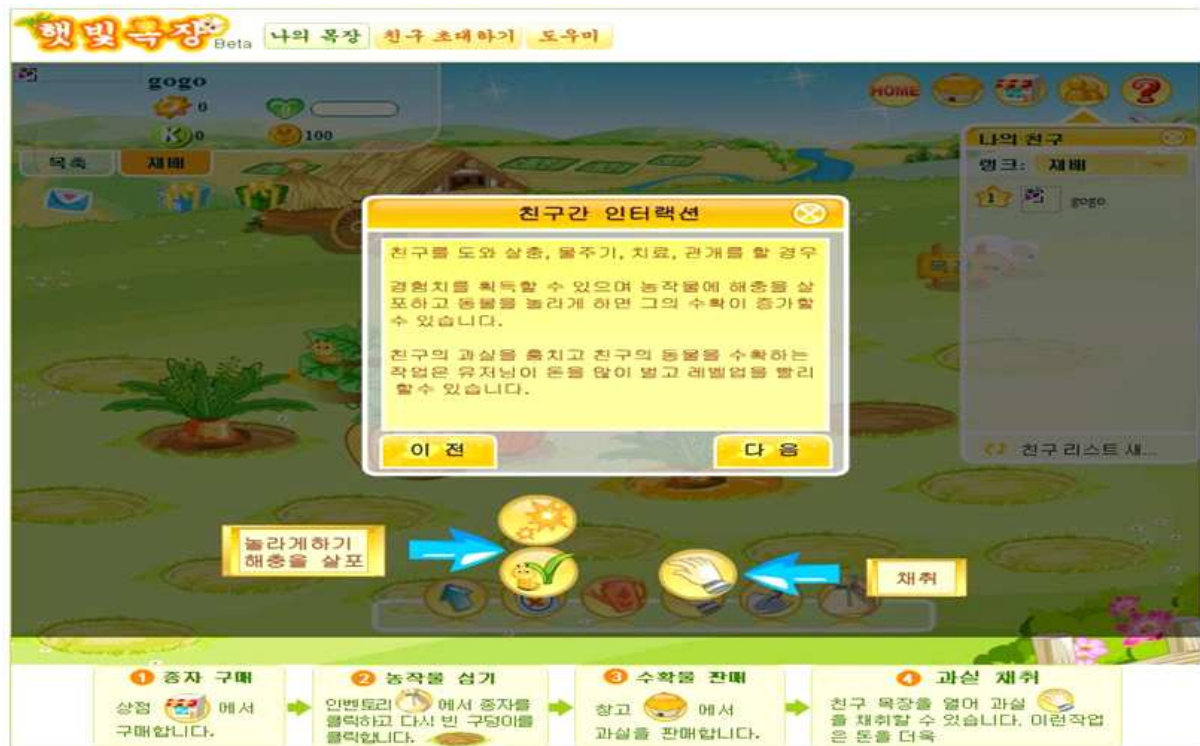 햇빛목장 Beta 나의 목장 친구 초대하기 도우미
gogo
0
K 0 100
목축 재배
HOME ?
나의 친구
랭크: 재배
1 gogo
친구간 인터랙션
친구를 도와 살충, 물주기, 치료, 관개를 할 경우
경험치를 획득할 수 있으며 농작물에 해충을 살
포하고 동물을 놀라게 하면 그의 수확이 증가할
수 있습니다.
친구의 과실을 훔치고 친구의 동물을 수확하는
작업은 유저님이 돈을 많이 벌고 레벨업을 빨리
할수 있습니다.
이 전 다 음
친구 리스트 새...
놀라게하기
해충을 살포
채취
1 종자 구매
상점 에서
구매합니다.
2 농작물 심기
인벤토리 에서 종자를
클릭하고 다시 빈 구덩이를
클릭합니다.
3 수확물 판매
창고 에서
과실을 판매합니다.
4 과실 채취
친구 목장을 열어 과실
을 채취할 수 있습니다. 이런작업
은 돈을 더욱